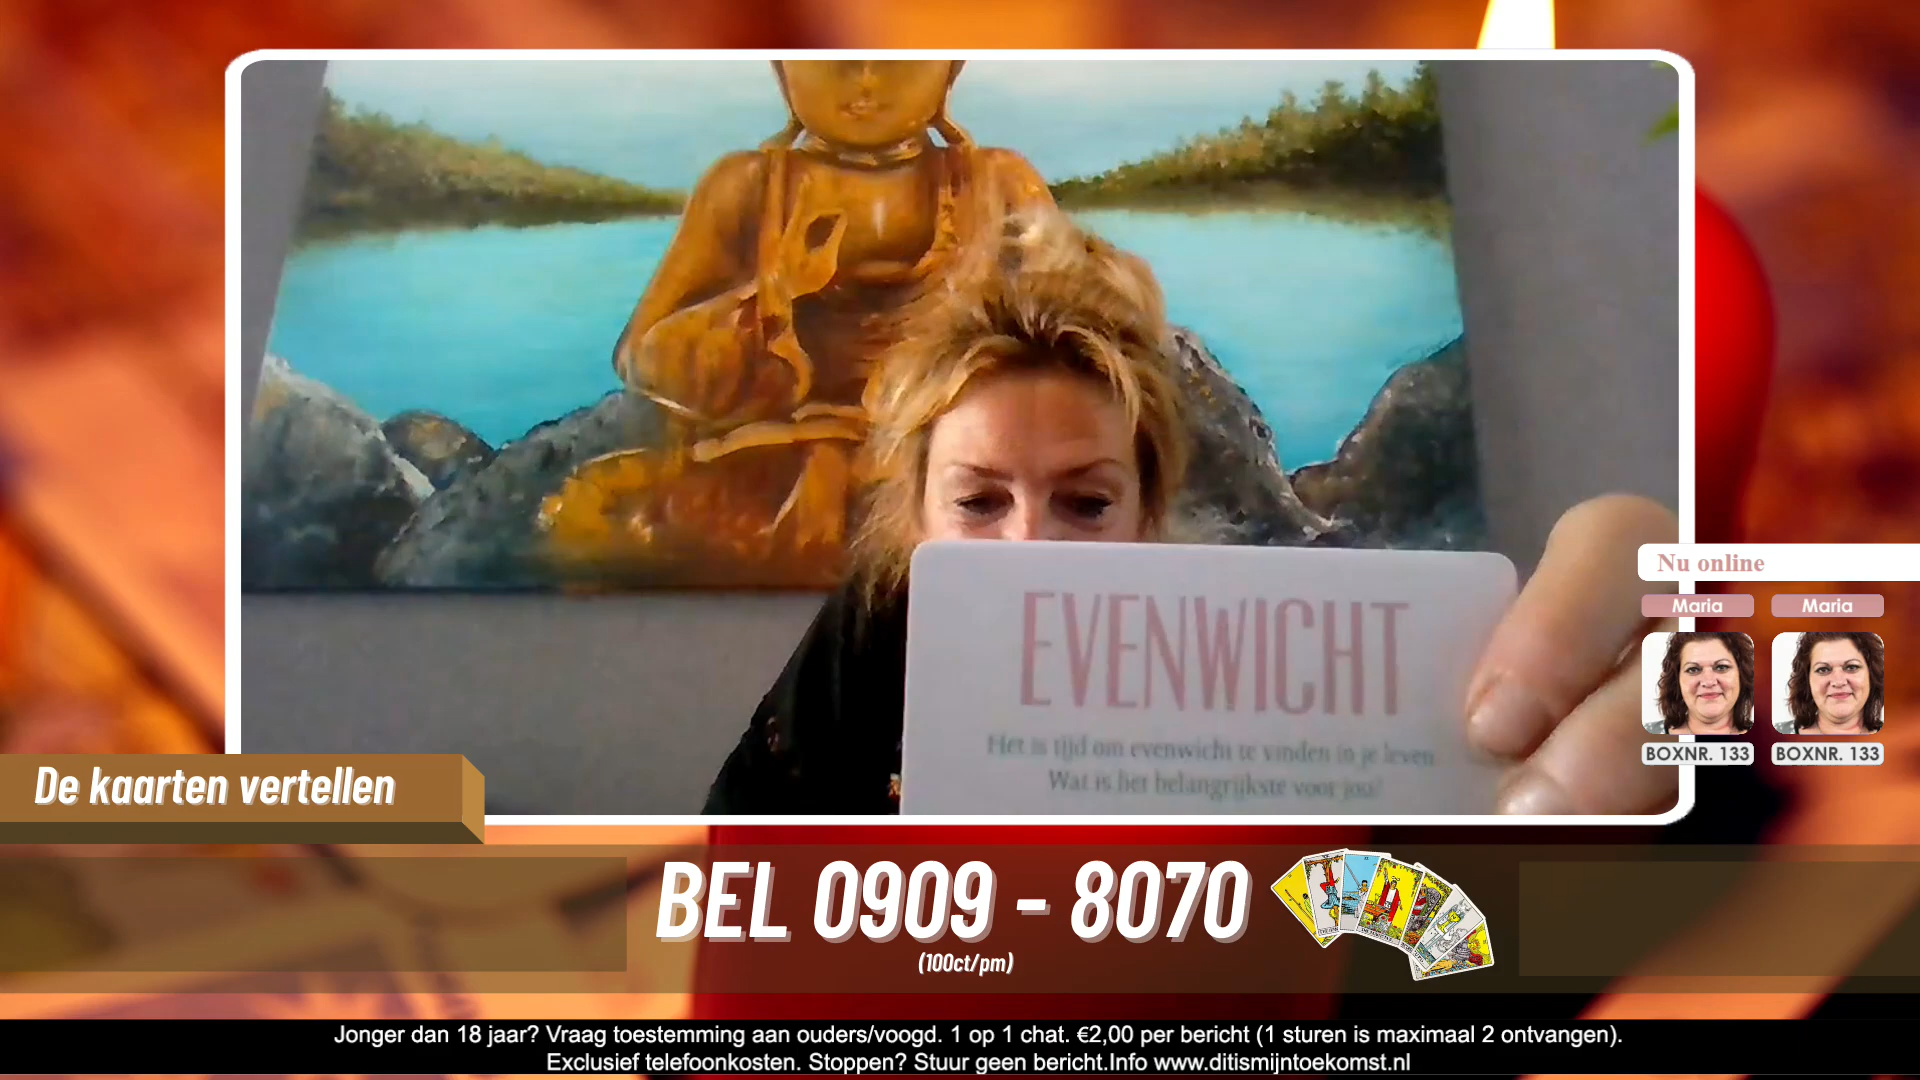 EVENWICHT
Het is tijd om evenwicht te vinden in je leven
Wat is het belangrijkste voor jou?
Nu online
Maria
Maria
BOXNR. 133
BOXNR. 133
De kaarten vertellen
BEL 0909 - 8070
(100ct/pm)
Jonger dan 18 jaar? Vraag toestemming aan ouders/voogd. 1 op 1 chat. €2,00 per bericht (1 sturen is maximaal 2 ontvangen).
Exclusief telefoonkosten. Stoppen? Stuur geen bericht.Info www.ditismijntoekomst.nl